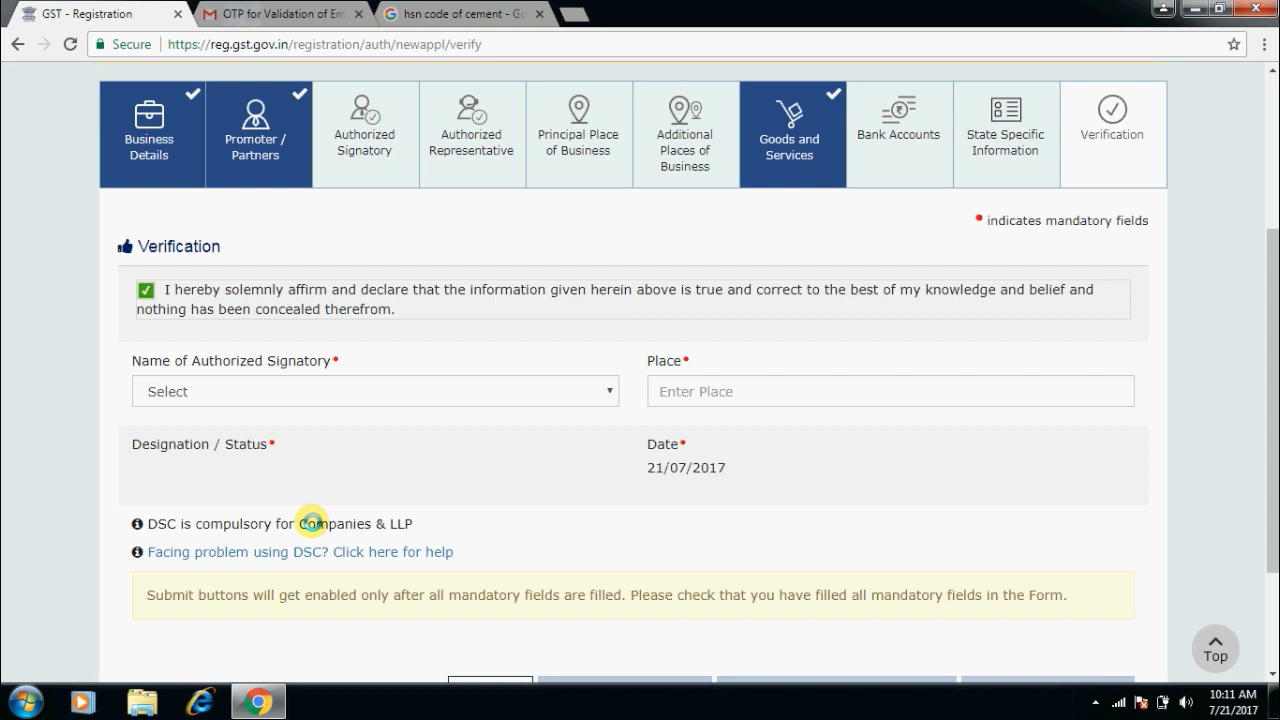 GST - Registration
OTP for Validation of Em
hsn code of cement - Go
Secure
https://reg.gst.gov.in/registration/auth/newappl/verify
Business Details
Promoter / Partners
Authorized Signatory
Authorized Representative
Principal Place of Business
Additional Places of Business
Goods and Services
Bank Accounts
State Specific Information
Verification
• indicates mandatory fields
Verification
I hereby solemnly affirm and declare that the information given herein above is true and correct to the best of my knowledge and belief and
nothing has been concealed therefrom.
Name of Authorized Signatory•
Place•
Select
Enter Place
Designation / Status•
Date•
21/07/2017
DSC is compulsory for Companies & LLP
Facing problem using DSC? Click here for help
Submit buttons will get enabled only after all mandatory fields are filled. Please check that you have filled all mandatory fields in the Form.
Top
10:11 AM
7/21/2017